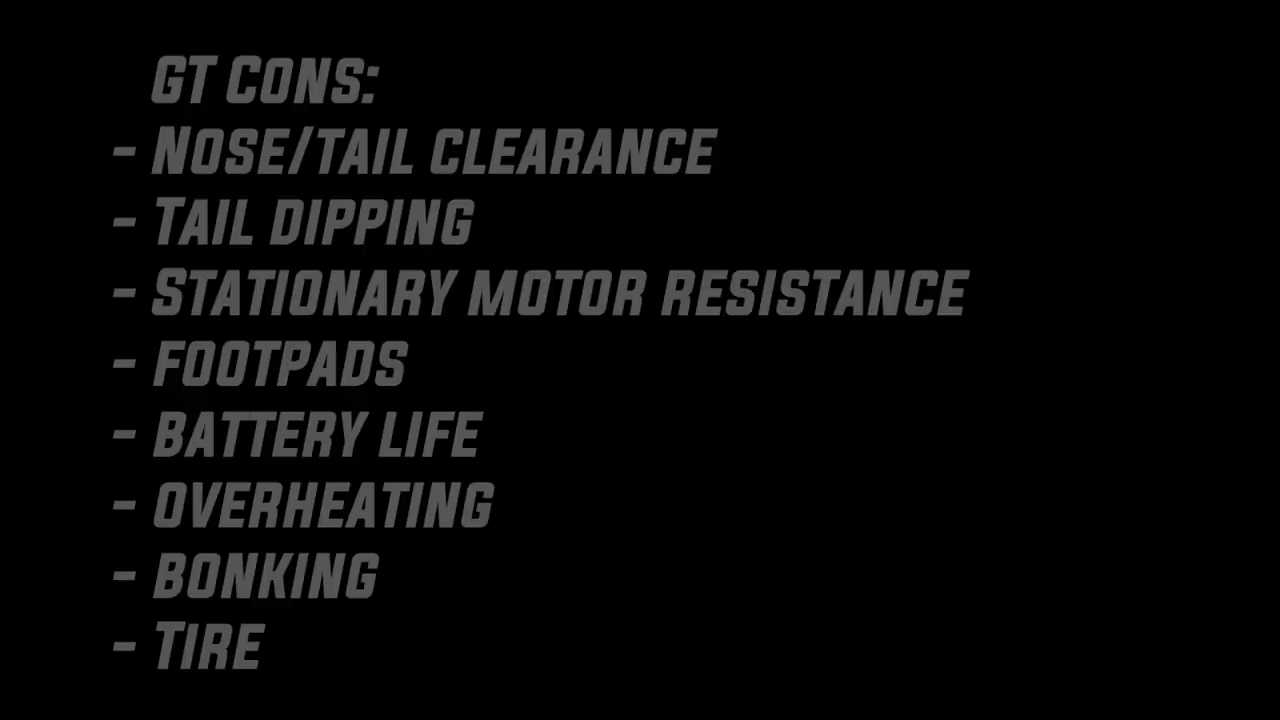 GT Cons:
- Nose/tail clearance
- Tail dipping
- Stationary motor resistance
- footpads
- battery life
- overheating
- bonking
- Tire